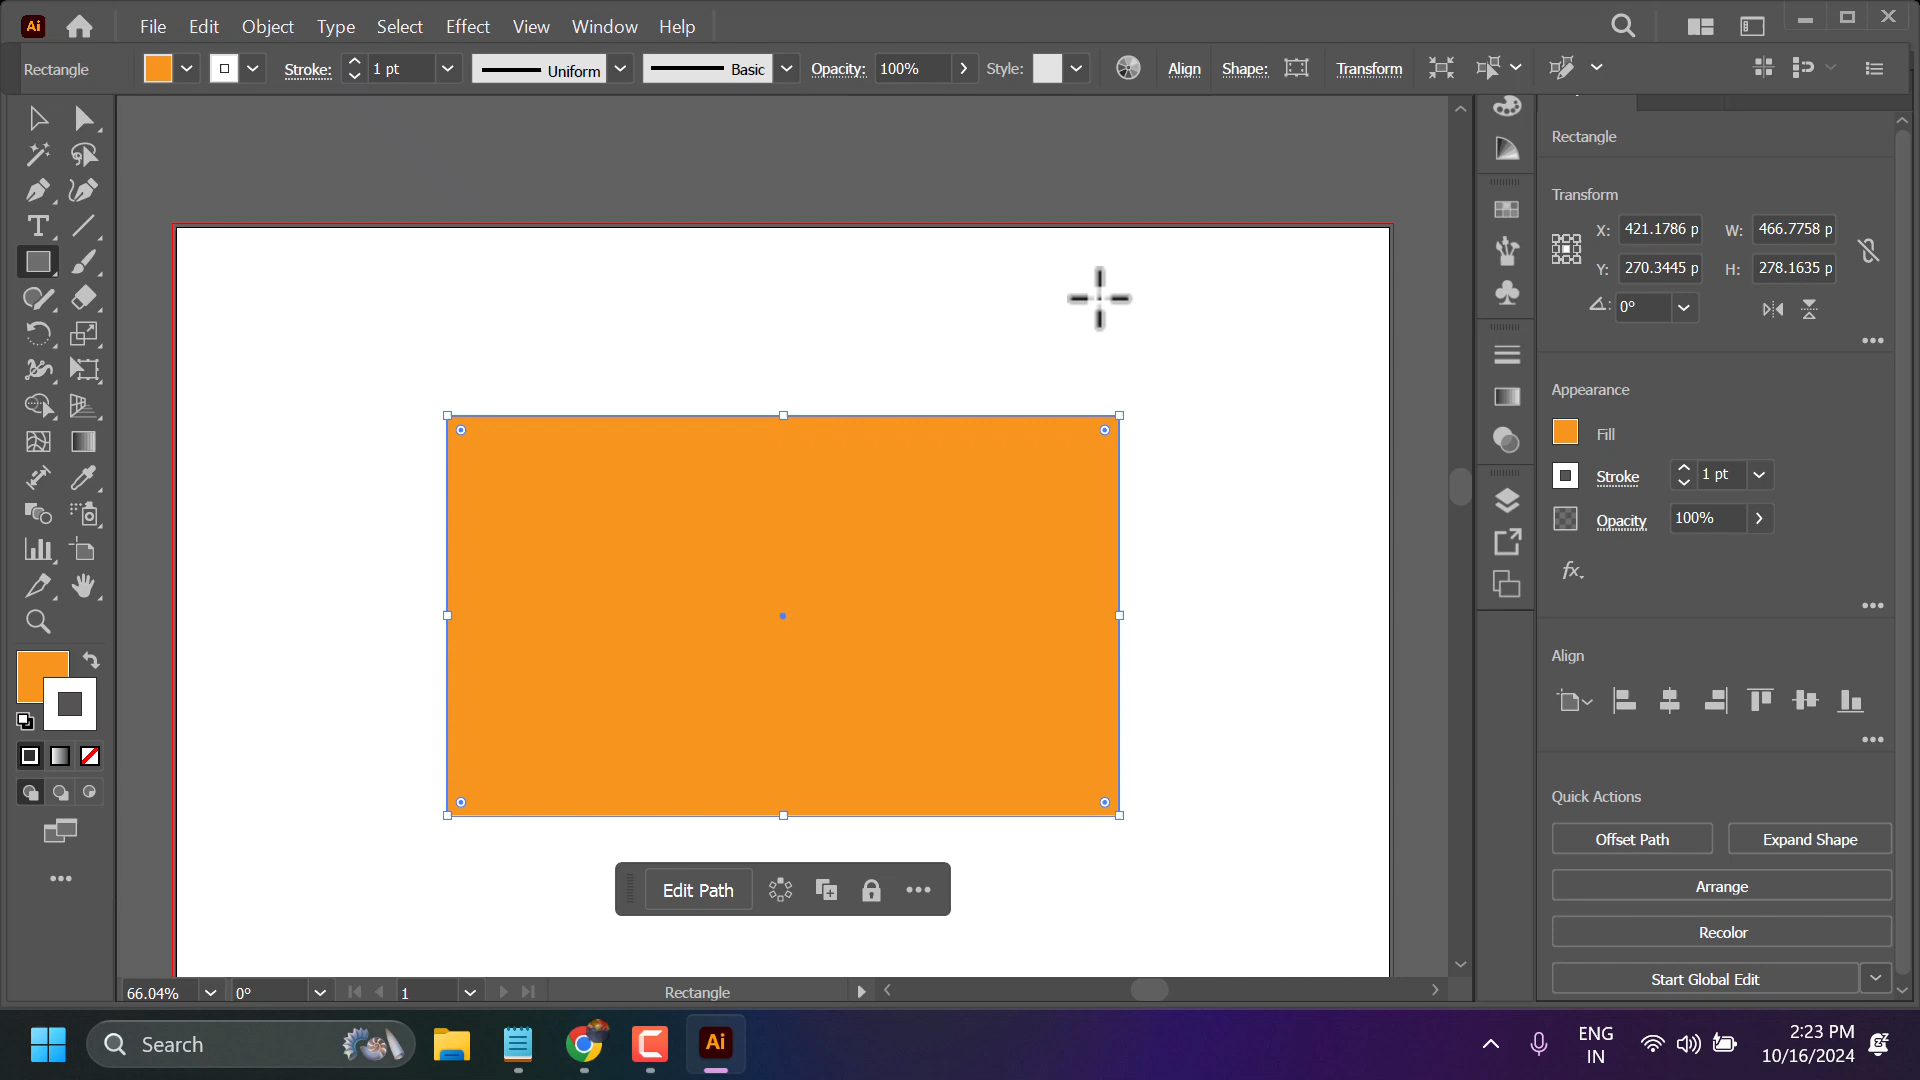 Ai File Edit Object Type Select Effect View Window Help
Rectangle Stroke: 1 pt Uniform Basic Opacity: 100% Style: Align Shape: Transform
Rectangle
Transform
X: 421.1786 p W: 466.7758 p
Y: 270.3445 p H: 278.1635 p
0°
Appearance
Fill
Stroke 1 pt
Opacity 100%
fx
Align
Quick Actions
Offset Path Expand Shape
Arrange
Recolor
Start Global Edit
T
Edit Path
66.04% 0° 1 Rectangle
Search
Ai
ENG
IN
2:23 PM
10/16/2024